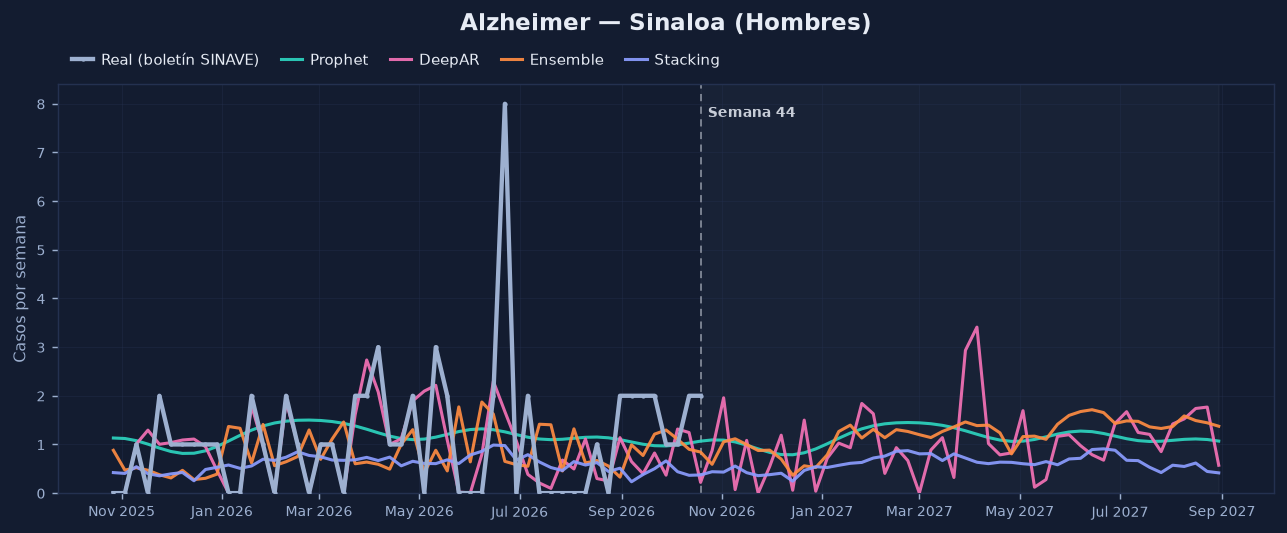 Alzheimer — Sinaloa (Hombres)
Real (boletín SINAVE) Prophet DeepAR Ensemble Stacking
Semana 44
Casos por semana
8
7
6
5
4
3
2
1
0
Nov 2025 Jan 2026 Mar 2026 May 2026 Jul 2026 Sep 2026 Nov 2026 Jan 2027 Mar 2027 May 2027 Jul 2027 Sep 2027